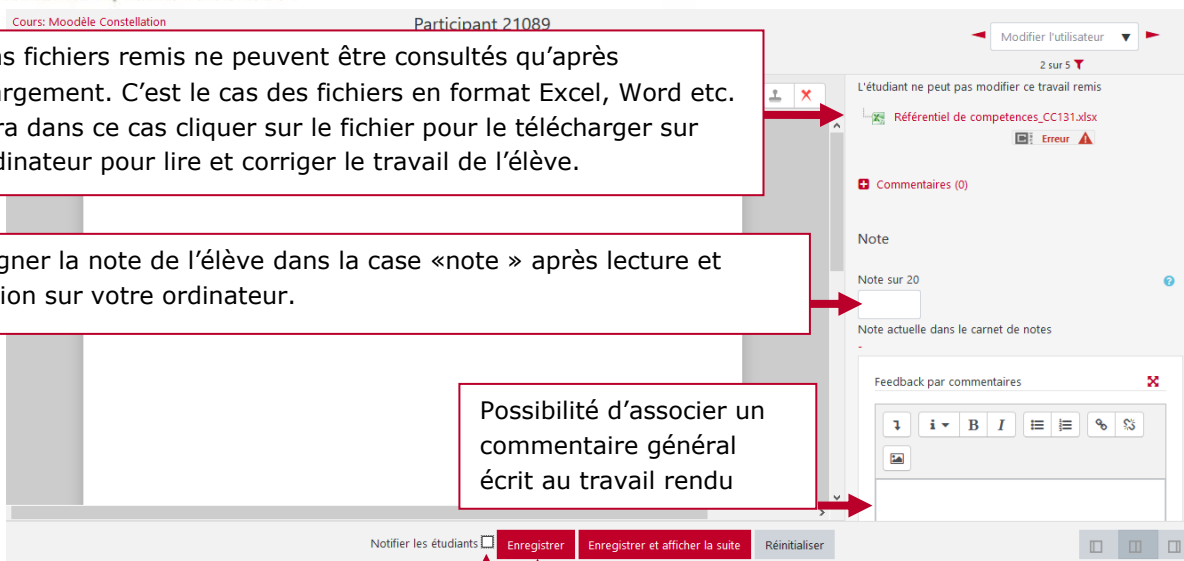 Cours: Moodèle Constellation
Participant 21089
Modifier l'utilisateur
2 sur 5
fichiers remis ne peuvent être consultés qu’après
argement. C’est le cas des fichiers en format Excel, Word etc.
ra dans ce cas cliquer sur le fichier pour le télécharger sur
dinateur pour lire et corriger le travail de l’élève.
L'étudiant ne peut pas modifier ce travail remis
Référentiel de competences_CC131.xlsx
Erreur
Commentaires (0)
Note
gner la note de l’élève dans la case «note » après lecture et
tion sur votre ordinateur.
Note sur 20
Note actuelle dans le carnet de notes
-
Feedback par commentaires
B I
Possibilité d’associer un
commentaire général
écrit au travail rendu
Notifier les étudiants Enregistrer Enregistrer et afficher la suite Réinitialiser